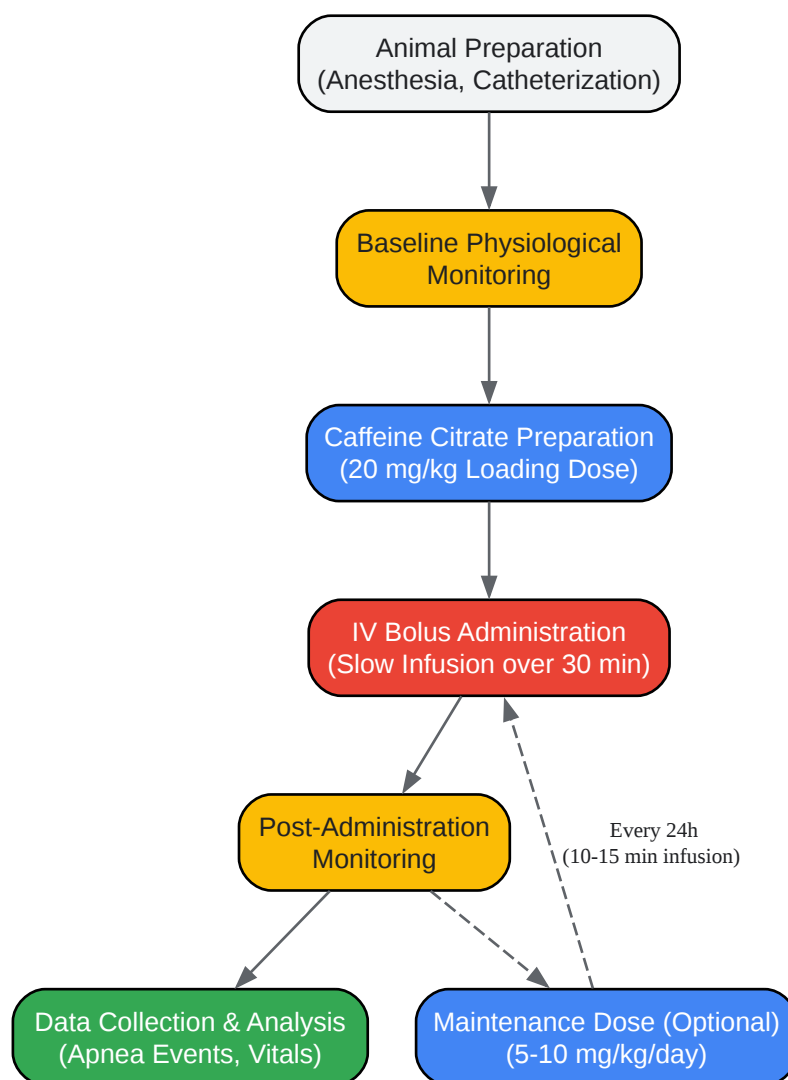 Animal Preparation
(Anesthesia, Catheterization)
Baseline Physiological
Monitoring
Caffeine Citrate Preparation
(20 mg/kg Loading Dose)
IV Bolus Administration
(Slow Infusion over 30 min)
Post-Administration
Monitoring
Every 24h
(10-15 min infusion)
Data Collection & Analysis
(Apnea Events, Vitals)
Maintenance Dose (Optional)
(5-10 mg/kg/day)